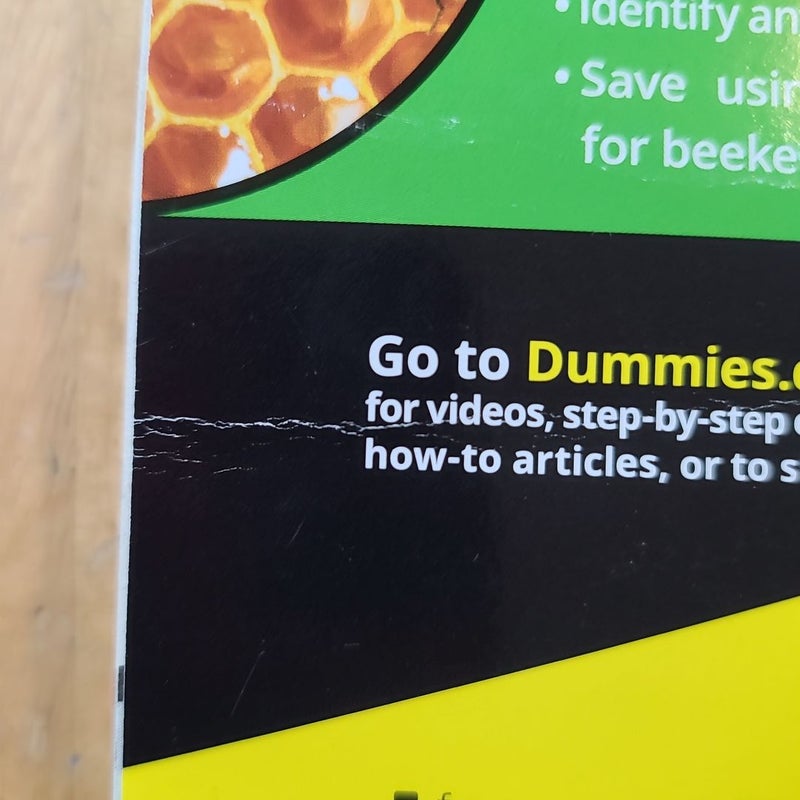 • Identify an
• Save usin
for beeke
Go to Dummies.c
for videos, step-by-step
how-to articles, or to s